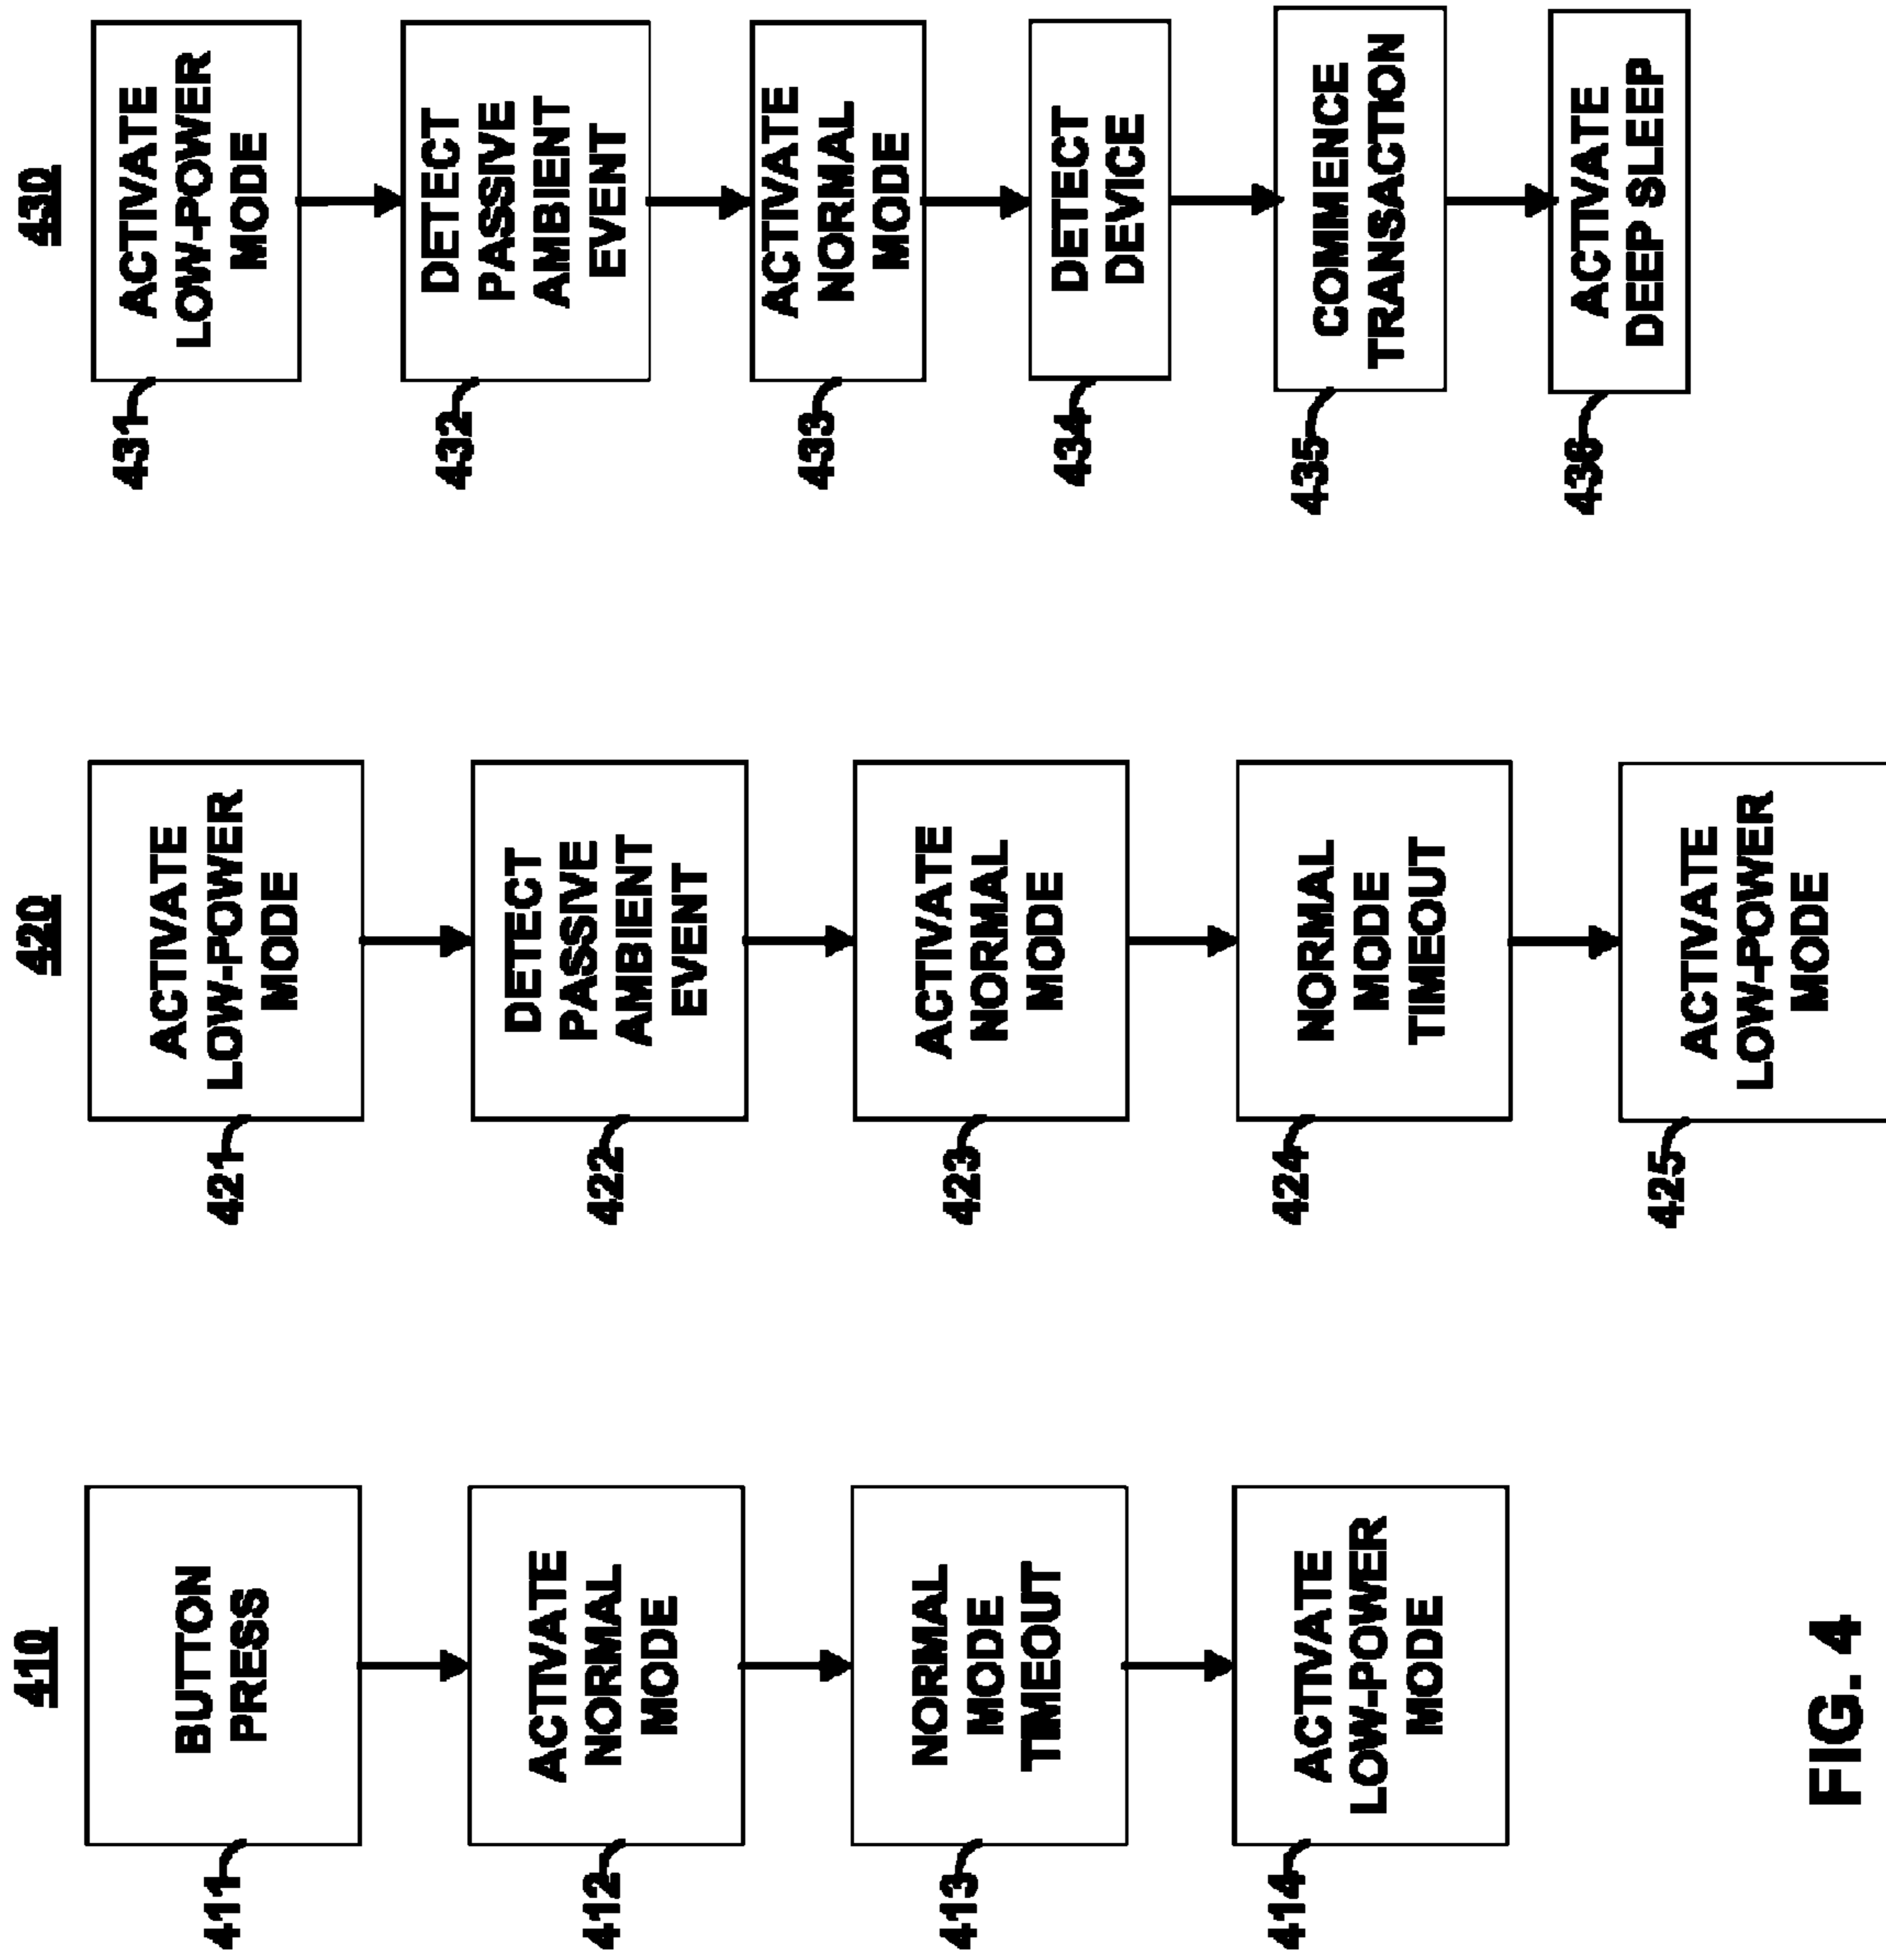 410
411
BUTTON
PRESS
412
ACTIVATE
NORMAL
MODE
413
NORMAL
MODE
TIMEOUT
414
ACTIVATE
LOW-POWER
MODE
420
421
ACTIVATE
LOW-POWER
MODE
422
DETECT
PASSIVE
AMBIENT
EVENT
423
ACTIVATE
NORMAL
MODE
424
NORMAL
MODE
TIMEOUT
425
ACTIVATE
LOW-POWER
MODE
430
431
ACTIVATE
LOW-POWER
MODE
432
DETECT
PASSIVE
AMBIENT
EVENT
433
ACTIVATE
NORMAL
MODE
434
DETECT
DEVICE
435
COMMENCE
TRANSACTION
436
ACTIVATE
DEEP SLEEP
FIG. 4